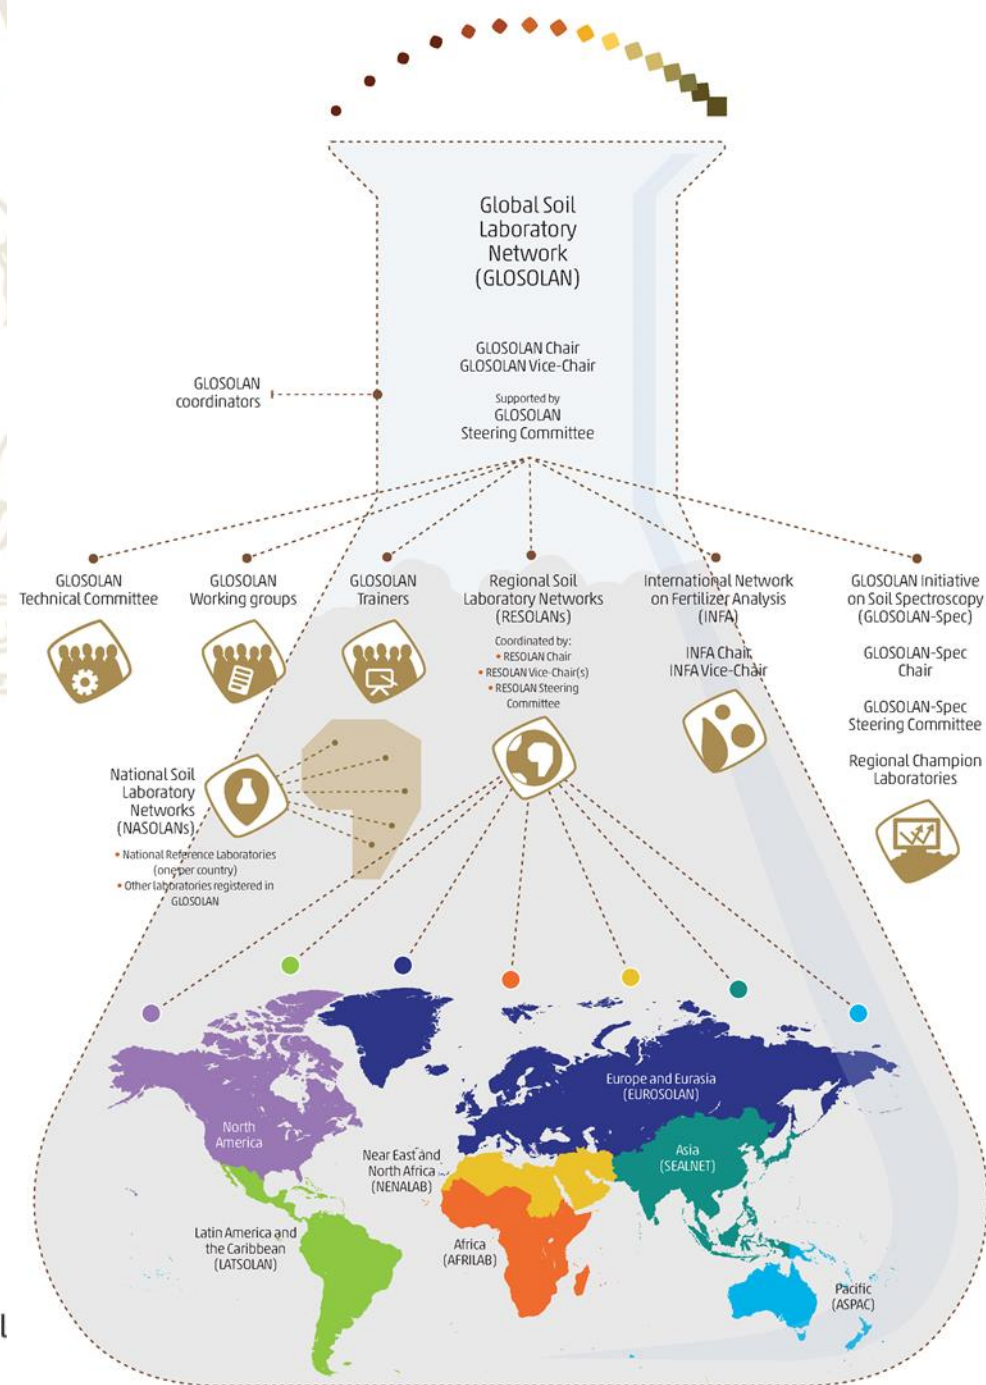 Global Soil
Laboratory
Network
(GLOSOLAN)
GLOSOLAN Chair
GLOSOLAN Vice-Chair
Supported by
GLOSOLAN
Steering Committee
GLOSOLAN
coordinators
GLOSOLAN
Technical Committee
GLOSOLAN
Working groups
GLOSOLAN
Trainers
Regional Soil
Laboratory Networks
(RESOLANs)
Coordinated by:
• RESOLAN Chair
• RESOLAN Vice-Chair(s)
• RESOLAN Steering
Committee
International Network
on Fertilizer Analysis
(INFA)
INFA Chair
INFA Vice-Chair
GLOSOLAN Initiative
on Soil Spectroscopy
(GLOSOLAN-Spec)
GLOSOLAN-Spec
Chair
GLOSOLAN-Spec
Steering Committee
Regional Champion
Laboratories
National Soil
Laboratory
Networks
(NASOLANs)
• National Reference Laboratories
(one per country)
• Other laboratories registered in
GLOSOLAN
North
America
Europe and Eurasia
(EUROSOLAN)
Near East and
North Africa
(NENALAB)
Asia
(SEALNET)
Latin America and
the Caribbean
(LATSOLAN)
Africa
(AFRILAB)
Pacific
(ASPAC)
l